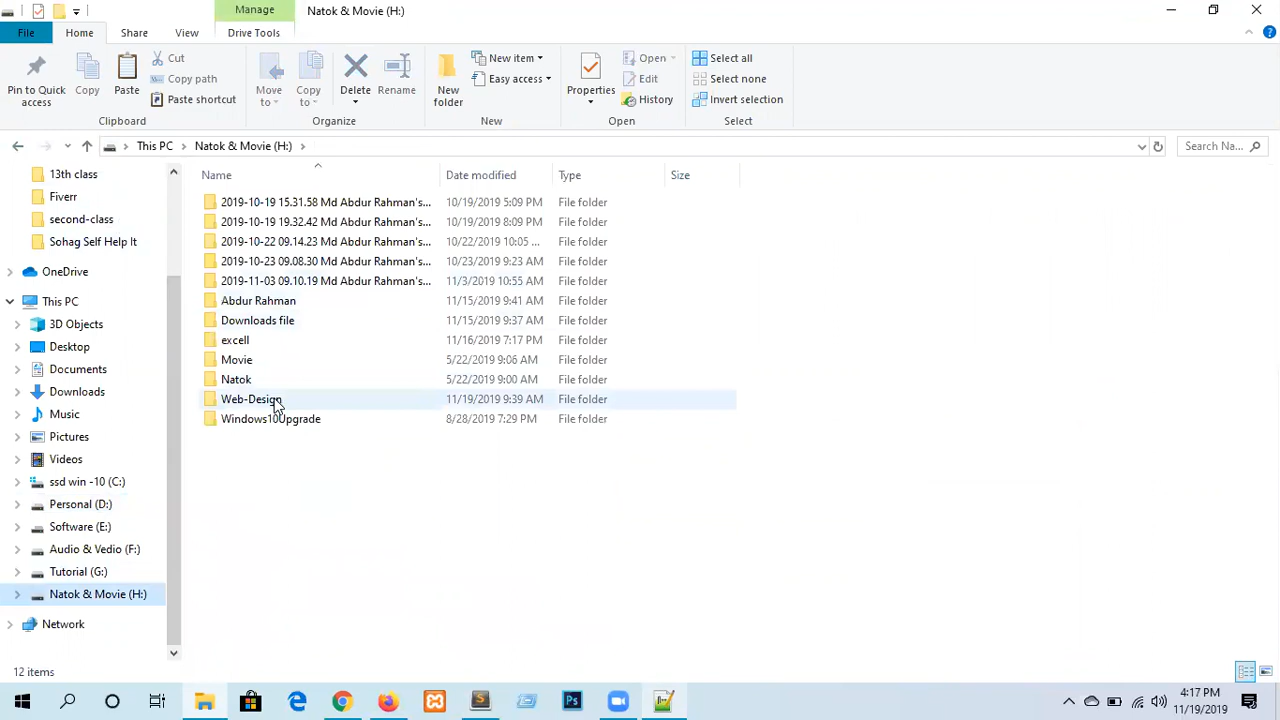 Manage
Natok & Movie (H:)
File
Home
Share
View
Drive Tools
Pin to Quick access
Copy
Paste
Cut
Copy path
Paste shortcut
Clipboard
Move to
Copy to
Delete
Rename
Organize
New folder
New item
Easy access
New
Properties
Open
Edit
History
Open
Select all
Select none
Invert selection
Select
This PC
Natok & Movie (H:)
Search Na...
13th class
Fiverr
second-class
Sohag Self Help It
OneDrive
This PC
3D Objects
Desktop
Documents
Downloads
Music
Pictures
Videos
ssd win -10 (C:)
Personal (D:)
Software (E:)
Audio & Vedio (F:)
Tutorial (G:)
Natok & Movie (H:)
Network
Name Date modified Type Size
2019-10-19 15.31.58 Md Abdur Rahman's... 10/19/2019 5:09 PM File folder
2019-10-19 19.32.42 Md Abdur Rahman's... 10/19/2019 8:09 PM File folder
2019-10-22 09.14.23 Md Abdur Rahman's... 10/22/2019 10:05 ... File folder
2019-10-23 09.08.30 Md Abdur Rahman's... 10/23/2019 9:23 AM File folder
2019-11-03 09.10.19 Md Abdur Rahman's... 11/3/2019 10:55 AM File folder
Abdur Rahman 11/15/2019 9:41 AM File folder
Downloads file 11/15/2019 9:37 AM File folder
excell 11/16/2019 7:17 PM File folder
Movie 5/22/2019 9:06 AM File folder
Natok 5/22/2019 9:00 AM File folder
Web-Design 11/19/2019 9:39 AM File folder
Windows10Upgrade 8/28/2019 7:29 PM File folder
12 items
Ps
4:17 PM
11/19/2019